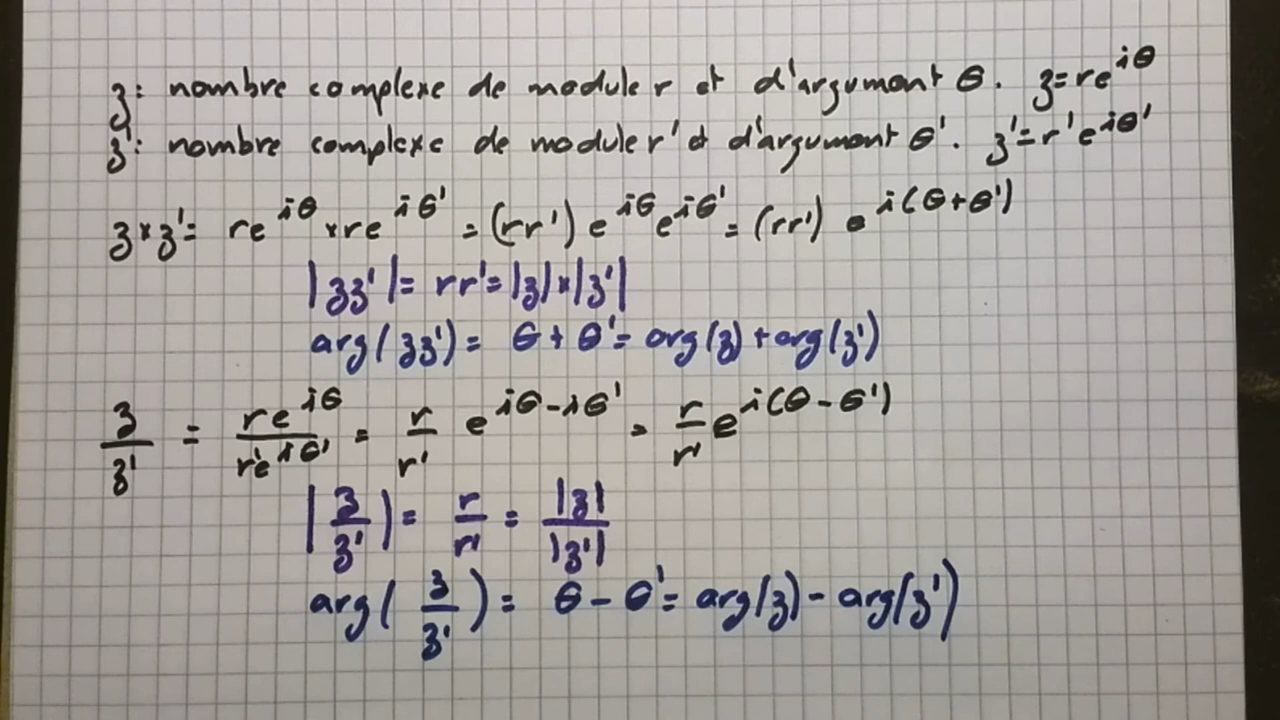 z: nombre complexe de module r et d'argument θ. z=re^{iθ}
z': nombre complexe de module r' et d'argument θ'. z'=r'e^{iθ'}
z×z'= re^{iθ}×re^{iθ'} = (rr') e^{iθ}e^{iθ'} = (rr') e^{i(θ+θ')}
|zz'|= rr'=|z|×|z'|
arg(zz')= θ+θ'= arg(z)+arg(z')
z/z' = re^{iθ}/r'e^{iθ'} = r/r' e^{iθ-iθ'} = r/r' e^{i(θ-θ')}
|z/z'|= r/r' = |z|/|z'|
arg(z/z')= θ-θ'= arg(z)-arg(z')